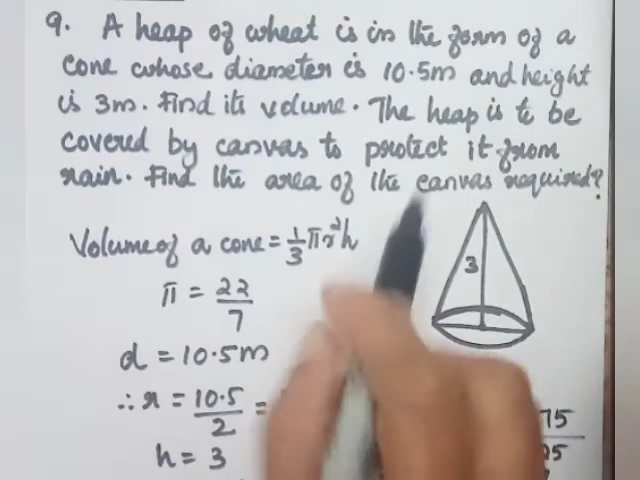 9. A heap of wheat is in the form of a
cone whose diameter is 10.5m and height
is 3m. Find its volume. The heap is to be
covered by canvas to protect it from
rain. Find the area of the canvas required?
Volume of a cone = 1/3 πr²h
3
π = 22/7
d = 10.5m
∴ r = 10.5/2 =
h = 3